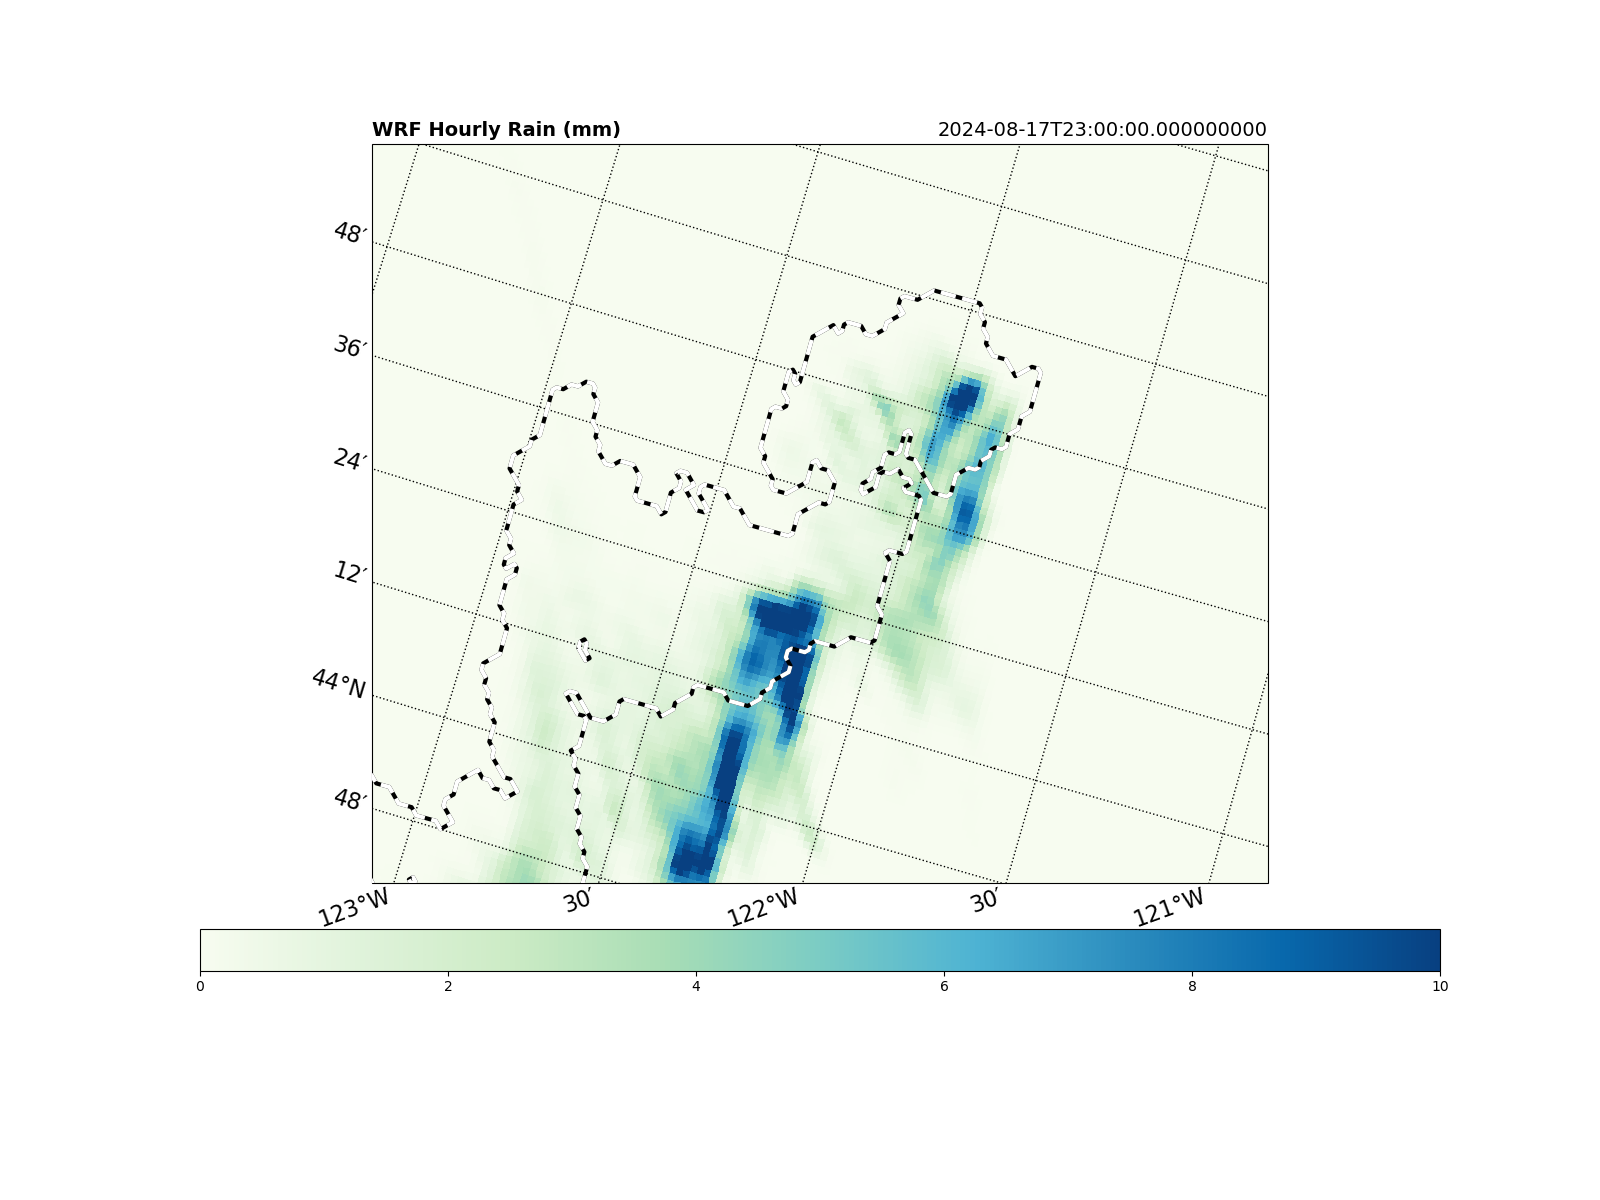 WRF Hourly Rain (mm) 2024-08-17T23:00:00.000000000
48′
36′
24′
12′
44°N
48′
123°W 30′ 122°W 30′ 121°W
0 2 4 6 8 10